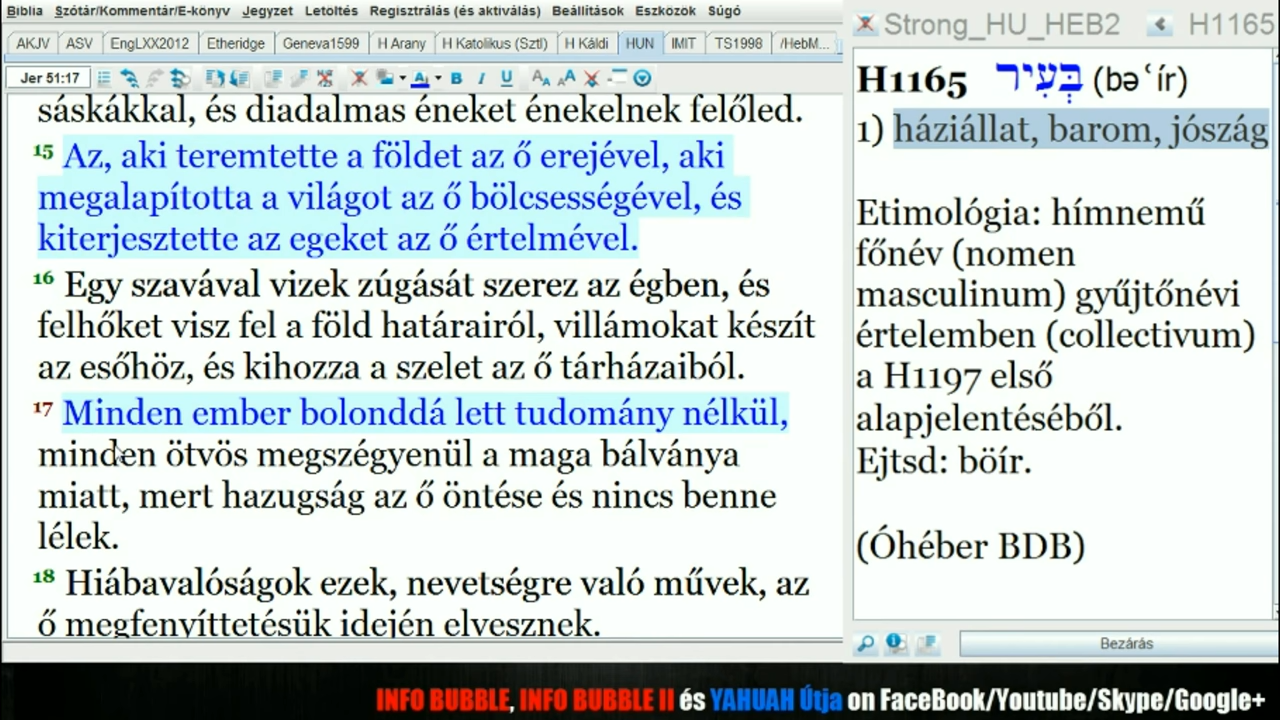 Biblia Szótár/Kommentár/E-könyv Jegyzet Letöltés Regisztrálás (és aktiválás) Beállítások Eszközök Súgó
AKJV ASV EngLXX2012 Etheridge Geneva1599 H Arany H Katolikus (Sztl) H Káldi HUN IMIT TS1998 /HebM...
Jer 51:17
sáskákkal, és diadalmas éneket énekelnek felőled.
15 Az, aki teremtette a földet az ő erejével, aki
megalapította a világot az ő bölcsességével, és
kiterjesztette az egeket az ő értelmével.
16 Egy szavával vizek zúgását szerez az égben, és
felhőket visz fel a föld határairól, villámokat készít
az esőhöz, és kihozza a szelet az ő tárházaiból.
17 Minden ember bolonddá lett tudomány nélkül,
minden ötvös megszégyenül a maga bálványa
miatt, mert hazugság az ő öntése és nincs benne
lélek.
18 Hiábavalóságok ezek, nevetségre való művek, az
ő megfenyíttetésük idején elvesznek.
Strong_HU_HEB2 H1165
H1165 בְּעִיר (bəʿír)
1) háziállat, barom, jószág
Etimológia: hímnemű
főnév (nomen
masculinum) gyűjtőnévi
értelemben (collectivum)
a H1197 első
alapjelentéséből.
Ejtsd: böír.
(Óhéber BDB)
Bezárás
INFO BUBBLE, INFO BUBBLE II és YAHUAH Útja on FaceBook/Youtube/Skype/Google+